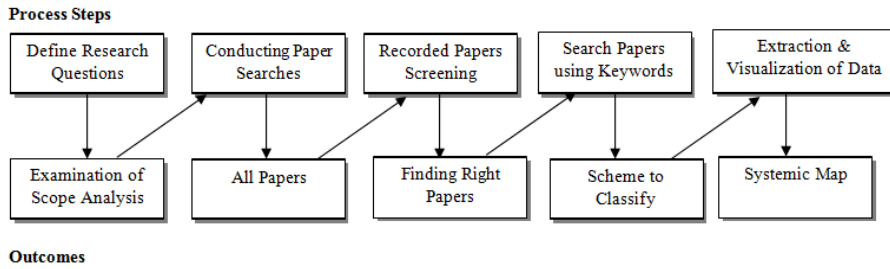 Process Steps
Define Research
Questions
Conducting Paper
Searches
Recorded Papers
Screening
Search Papers
using Keywords
Extraction &
Visualization of Data
Examination of
Scope Analysis
All Papers
Finding Right
Papers
Scheme to
Classify
Systemic Map
Outcomes